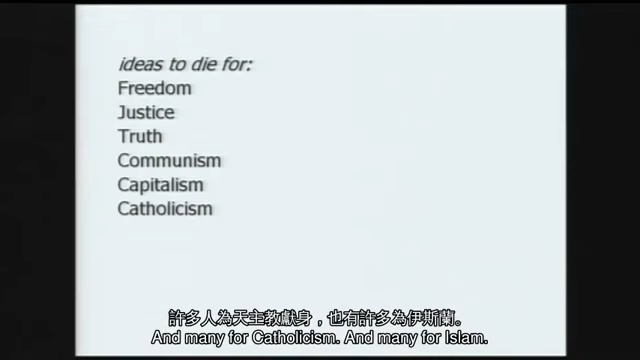 ideas to die for:
Freedom
Justice
Truth
Communism
Capitalism
Catholicism
許多人為天主教獻身，也有許多為伊斯蘭。
And many for Catholicism. And many for Islam.